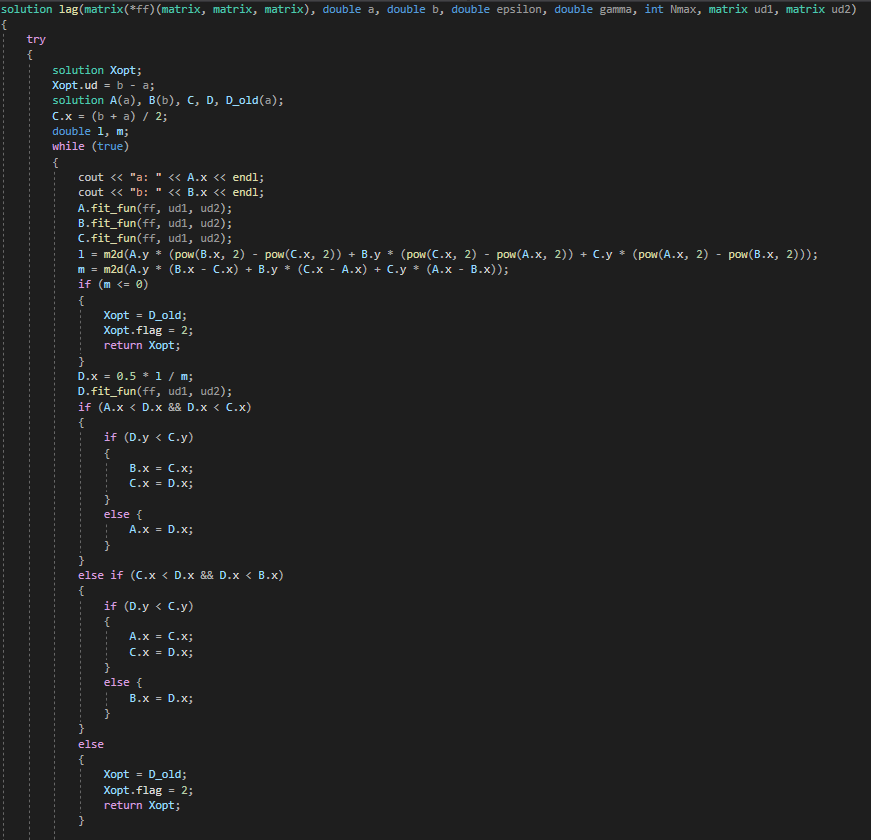 solution lag(matrix(*ff)(matrix, matrix, matrix), double a, double b, double epsilon, double gamma, int Nmax, matrix ud1, matrix ud2)
{
    try
    {
        solution Xopt;
        Xopt.ud = b - a;
        solution A(a), B(b), C, D, D_old(a);
        C.x = (b + a) / 2;
        double l, m;
        while (true)
        {
            cout << "a: " << A.x << endl;
            cout << "b: " << B.x << endl;
            A.fit_fun(ff, ud1, ud2);
            B.fit_fun(ff, ud1, ud2);
            C.fit_fun(ff, ud1, ud2);
            l = m2d(A.y * (pow(B.x, 2) - pow(C.x, 2)) + B.y * (pow(C.x, 2) - pow(A.x, 2)) + C.y * (pow(A.x, 2) - pow(B.x, 2)));
            m = m2d(A.y * (B.x - C.x) + B.y * (C.x - A.x) + C.y * (A.x - B.x));
            if (m <= 0)
            {
                Xopt = D_old;
                Xopt.flag = 2;
                return Xopt;
            }
            D.x = 0.5 * l / m;
            D.fit_fun(ff, ud1, ud2);
            if (A.x < D.x && D.x < C.x)
            {
                if (D.y < C.y)
                {
                    B.x = C.x;
                    C.x = D.x;
                }
                else {
                    A.x = D.x;
                }
            }
            else if (C.x < D.x && D.x < B.x)
            {
                if (D.y < C.y)
                {
                    A.x = C.x;
                    C.x = D.x;
                }
                else {
                    B.x = D.x;
                }
            }
            else
            {
                Xopt = D_old;
                Xopt.flag = 2;
                return Xopt;
            }